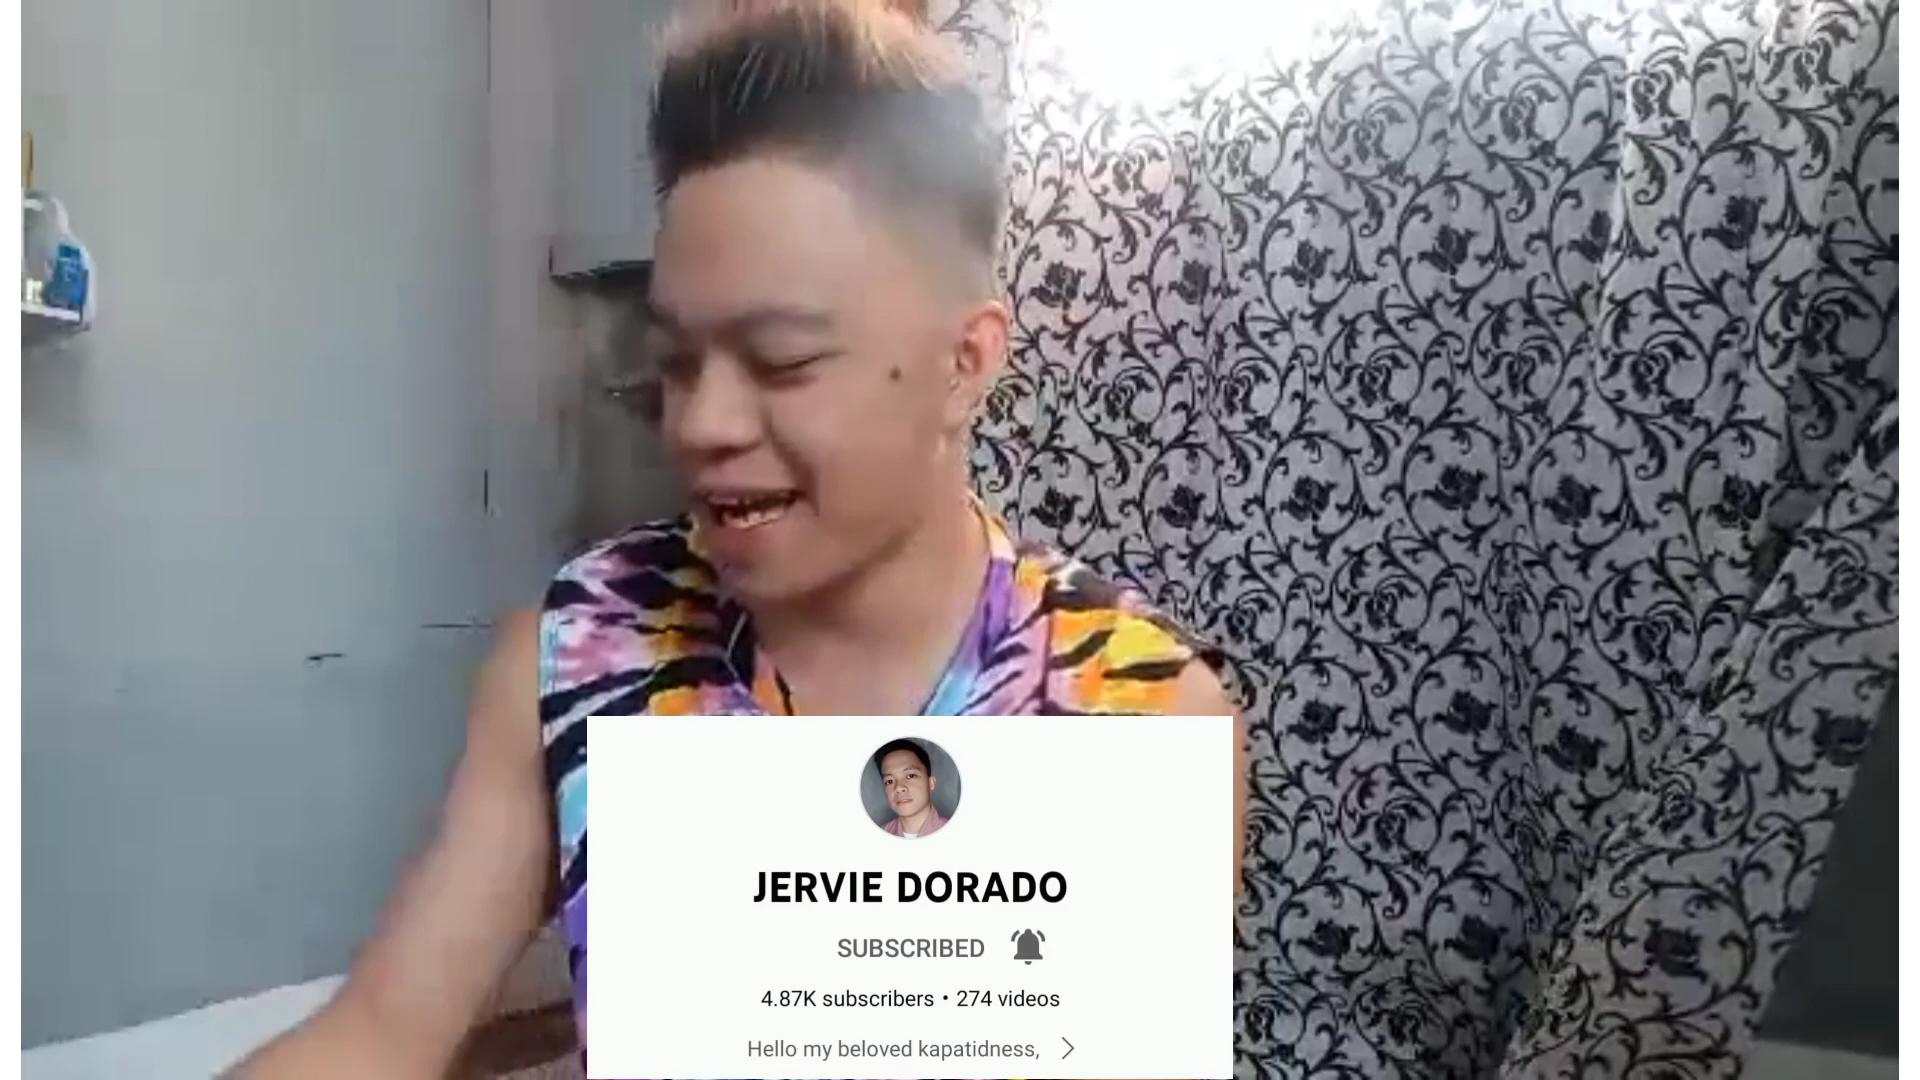 JERVIE DORADO
SUBSCRIBED
4.87K subscribers • 274 videos
Hello my beloved kapatidness,